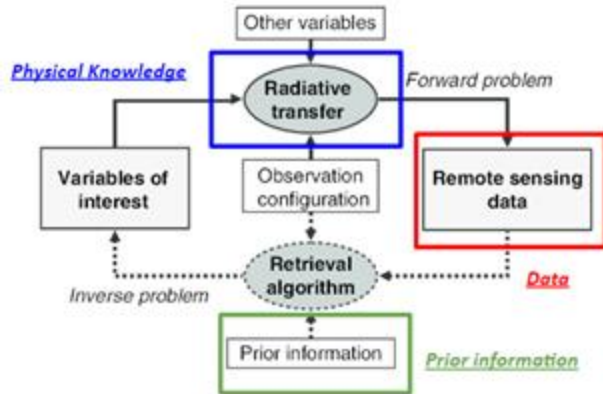 Other variables
Physical Knowledge
Radiative
transfer
Forward problem
Variables of
interest
Observation
configuration
Remote sensing
data
Retrieval
algorithm
Inverse problem
Data
Prior information
Prior information